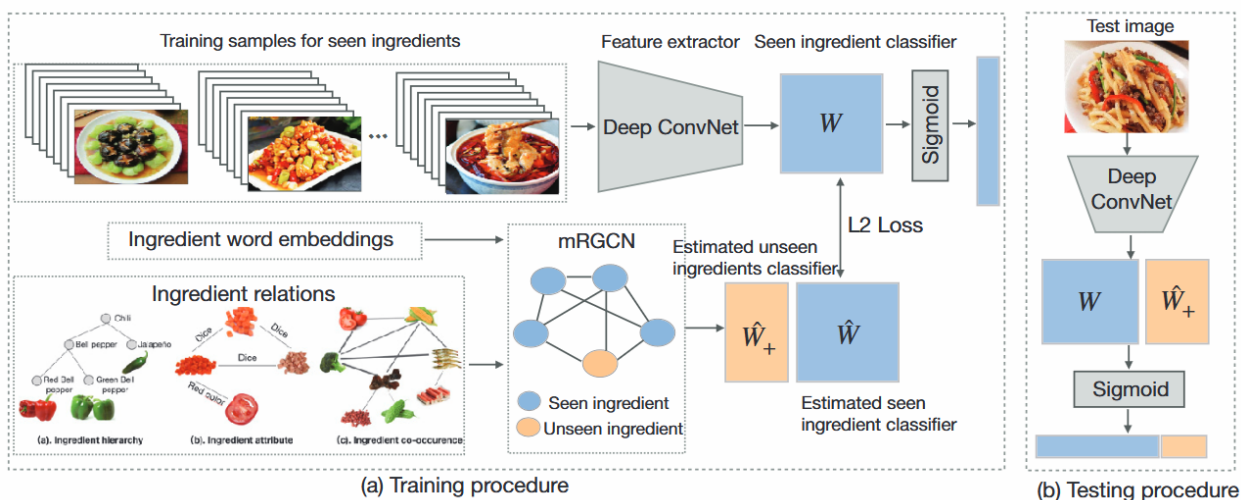 Training samples for seen ingredients
Feature extractor
Seen ingredient classifier
Deep ConvNet
W
Sigmoid
...
L2 Loss
Ingredient word embeddings
mRGCN
Estimated unseen
ingredients classifier
Ingredient relations
Chili
Bell pepper
Jalapeño
Red Bell
pepper
Green Bell
pepper
(a). Ingredient hierarchy
Dice
Dice
Dice
Red color
(b). Ingredient attribute
(c). Ingredient co-occurence
Ŵ₊
Ŵ
Seen ingredient
Unseen ingredient
Estimated seen
ingredient classifier
(a) Training procedure
Test image
Deep
ConvNet
W
Ŵ₊
Sigmoid
(b) Testing procedure